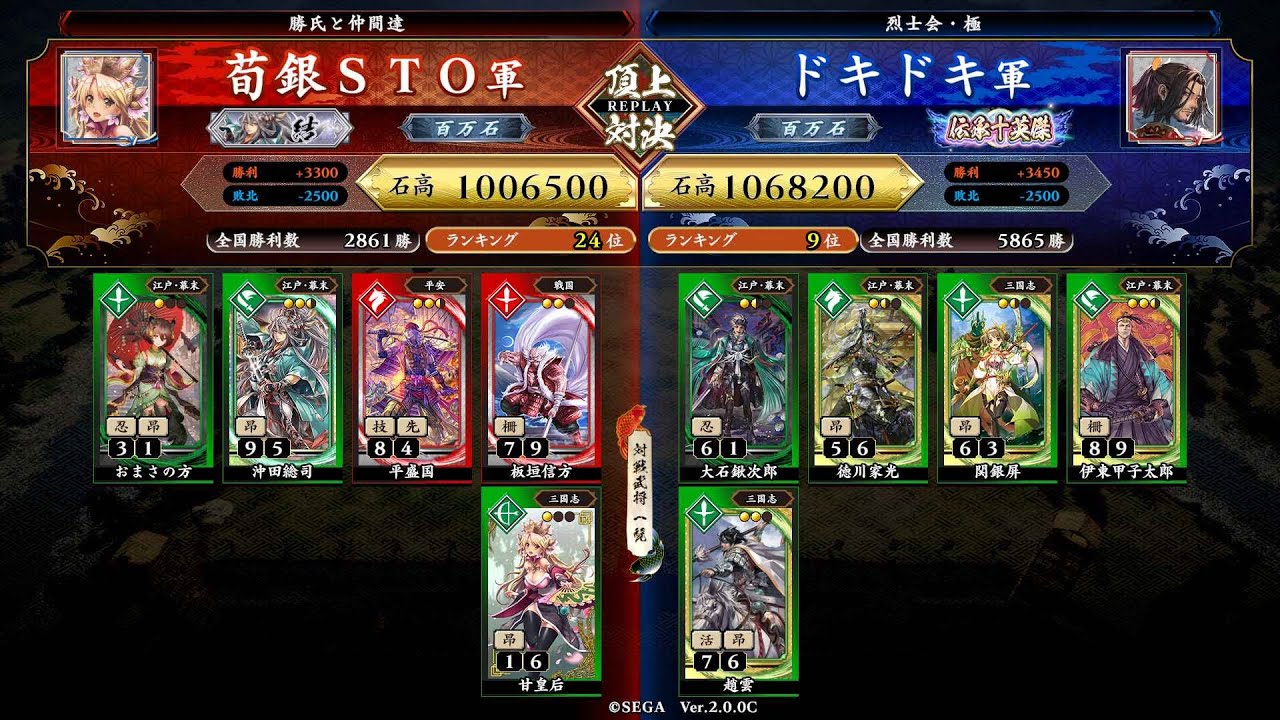 勝氏と仲間達
烈士会・極
荀銀STO軍
頂上
REPLAY
対決
ドキドキ軍
結
百万石
百万石
伝承十英傑
勝利 +3300
敗北 -2500
石高 1006500
石高 1068200
勝利 +3450
敗北 -2500
全国勝利数 2861勝
ランキング 24位
ランキング 9位
全国勝利数 5865勝
江戸・幕末
江戸・幕末
平安
戦国
江戸・幕末
江戸・幕末
三国志
江戸・幕末
忍 昂
昂
技 先
柵
忍
昂
昂
柵
3 1
9 5
8 4
7 9
6 1
5 6
6 3
8 9
おまさの方
沖田総司
平盛国
板垣信方
大石鍬次郎
徳川家光
関銀屏
伊東甲子太郎
対戦武将一覧
三国志
三国志
昂
活 昂
1 6
7 6
甘皇后
趙雲
©SEGA Ver.2.0.0C